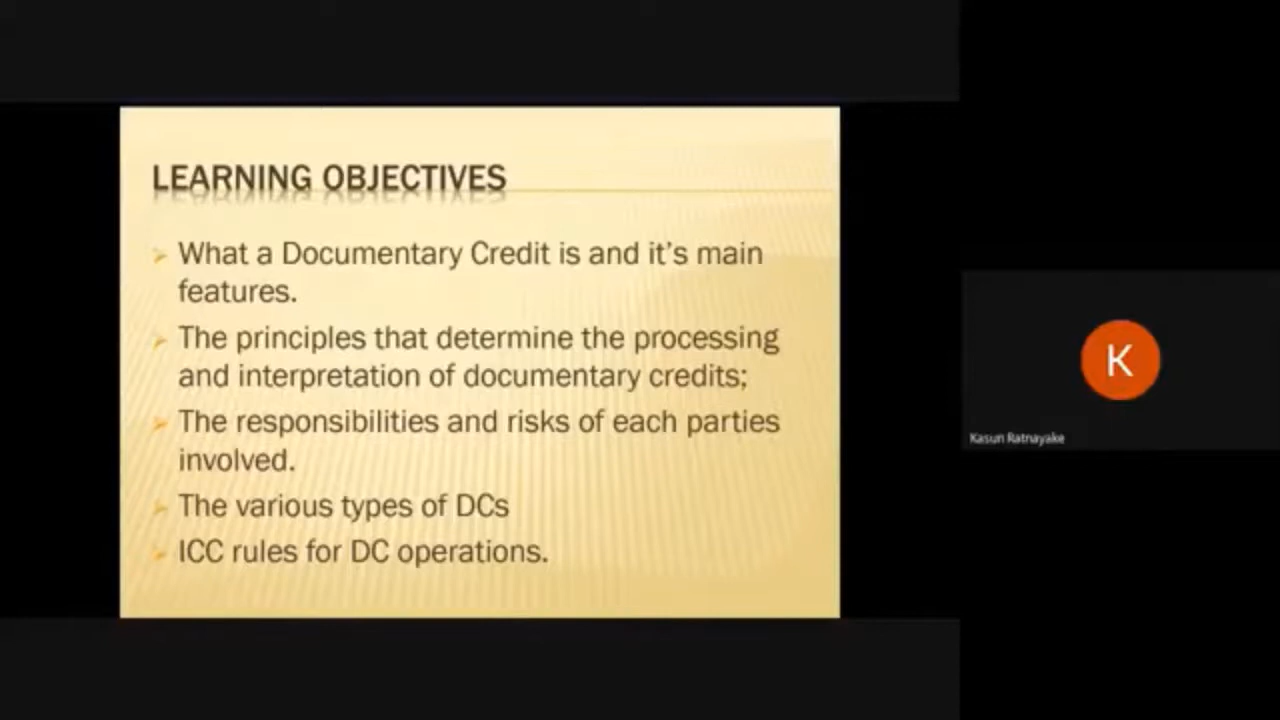 LEARNING OBJECTIVES
What a Documentary Credit is and it's main
features.
The principles that determine the processing
and interpretation of documentary credits;
The responsibilities and risks of each parties
involved.
The various types of DCs
ICC rules for DC operations.
K
Kasun Ratnayake